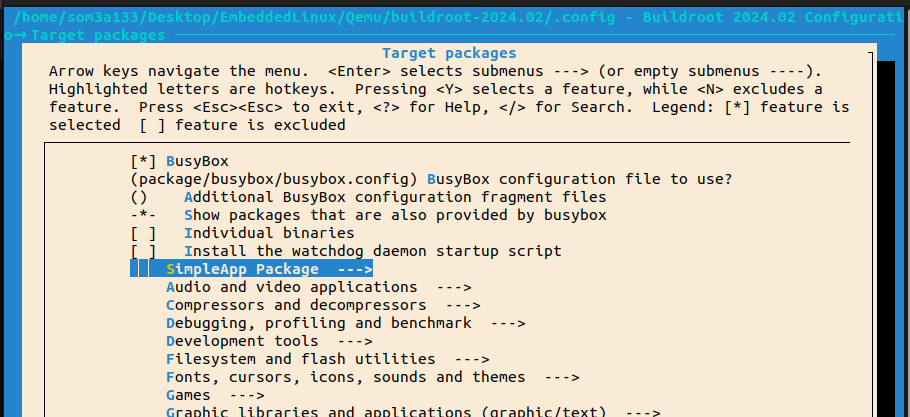 /home/som3a133/Desktop/EmbeddedLinux/Qemu/buildroot-2024.02/.config - Buildroot 2024.02 Configurati
o→Target packages
Target packages
Arrow keys navigate the menu.  <Enter> selects submenus ---> (or empty submenus ----).
Highlighted letters are hotkeys.  Pressing <Y> selects a feature, while <N> excludes a
feature.  Press <Esc><Esc> to exit, <?> for Help, </> for Search.  Legend: [*] feature is
selected  [ ] feature is excluded
[*] BusyBox
(package/busybox/busybox.config) BusyBox configuration file to use?
()    Additional BusyBox configuration fragment files
-*-   Show packages that are also provided by busybox
[ ]   Individual binaries
[ ]   Install the watchdog daemon startup script
SimpleApp Package  --->
Audio and video applications  --->
Compressors and decompressors  --->
Debugging, profiling and benchmark  --->
Development tools  --->
Filesystem and flash utilities  --->
Fonts, cursors, icons, sounds and themes  --->
Games  --->
Graphic libraries and applications (graphic/text)  --->